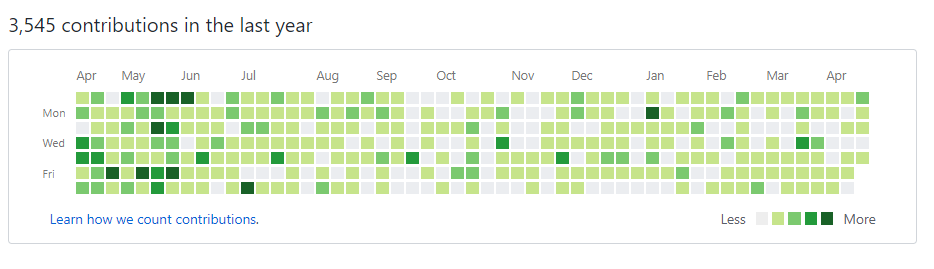 3,545 contributions in the last year
Apr May Jun Jul Aug Sep Oct Nov Dec Jan Feb Mar Apr
Mon
Wed
Fri
Learn how we count contributions. Less More